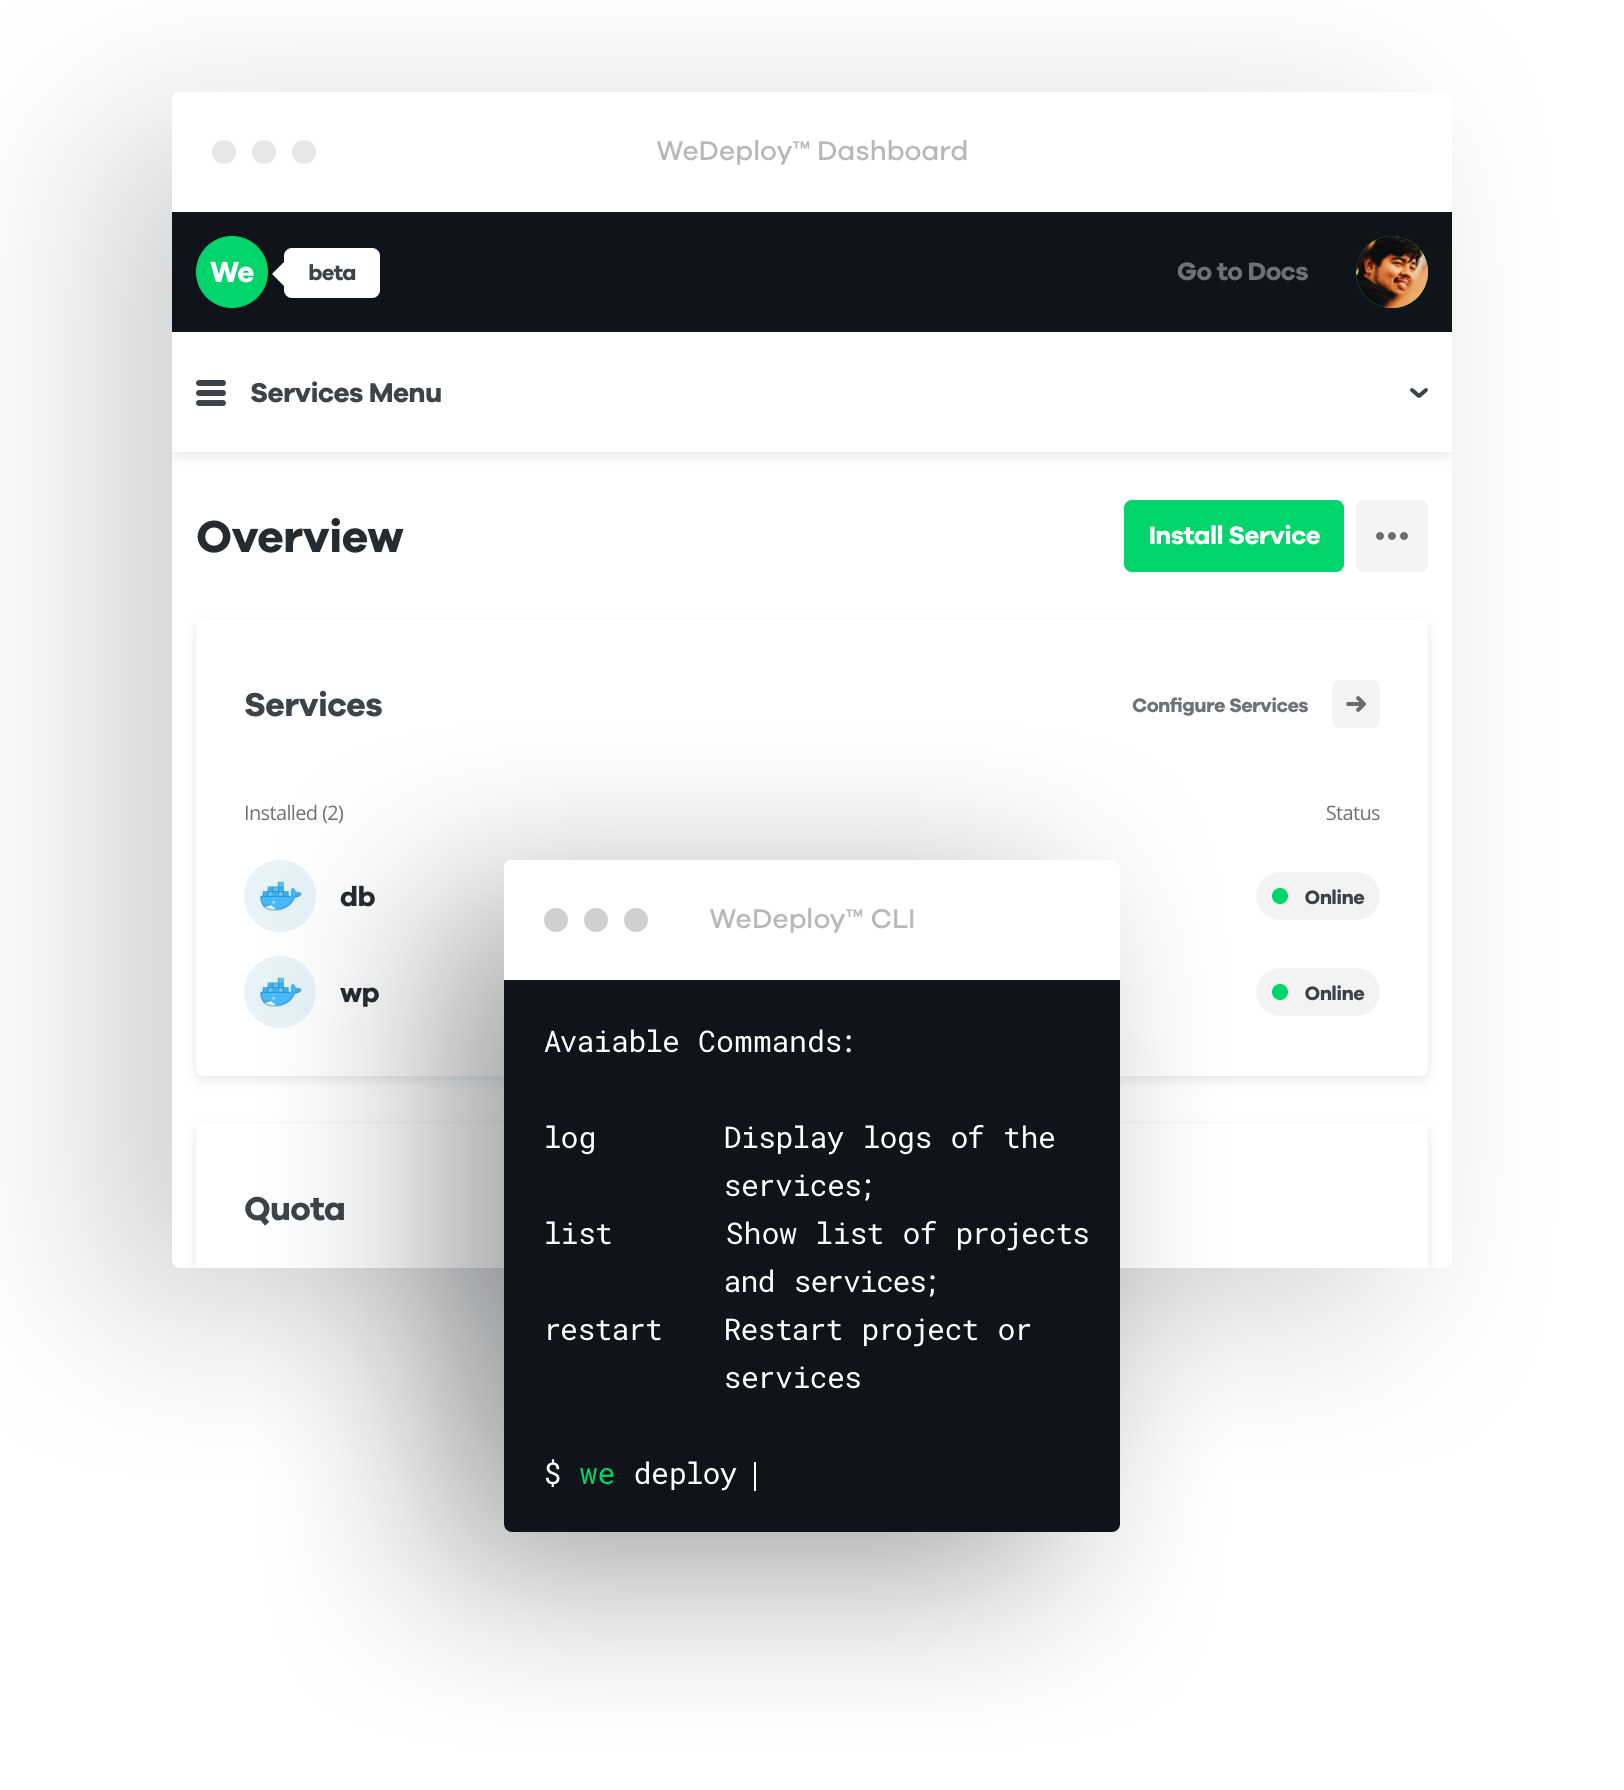 WeDeploy™ Dashboard
We
beta
Go to Docs
Services Menu
Overview
Install Service
Services
Configure Services
Installed (2)
Status
db
Online
wp
Online
Quota
WeDeploy™ CLI
Avaiable Commands:
log Display logs of the
services;
list Show list of projects
and services;
restart Restart project or
services
$ we deploy |